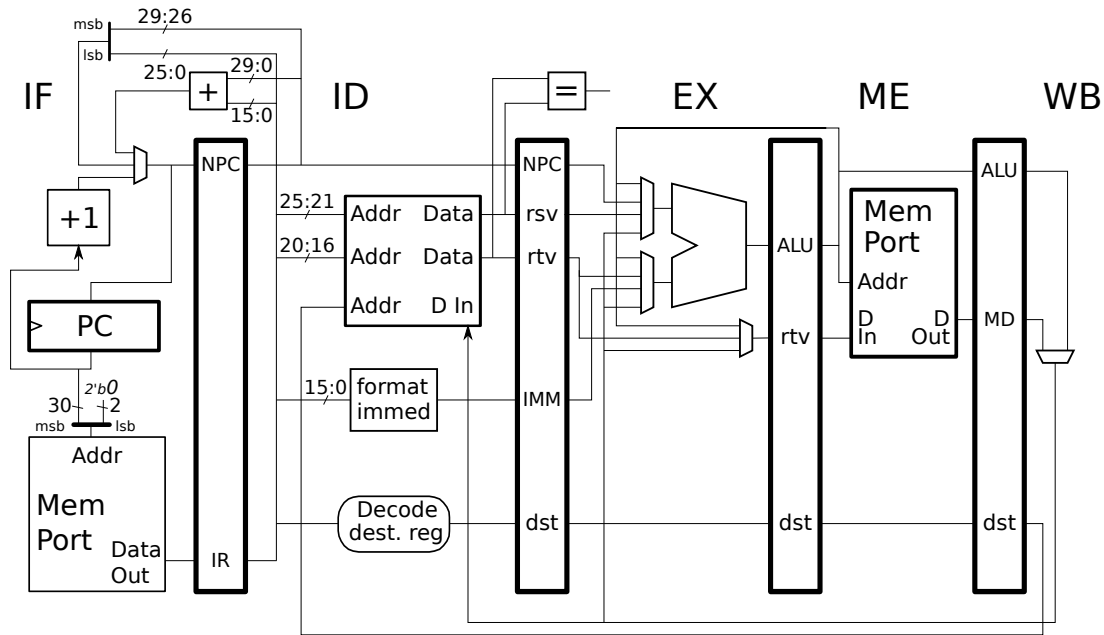 29:26
msb
lsb
25:0
29:0
15:0
+
=
IF
ID
EX
ME
WB
NPC
NPC
ALU
+1
25:21
Addr
Data
rsv
20:16
Addr
Data
rtv
Addr
D In
ALU
Mem
Port
Addr
D
In
D
Out
MD
PC
rtv
2'b0
30
2
msb
lsb
15:0
format
immed
IMM
Addr
Mem
Port
Data
Out
IR
Decode
dest. reg
dst
dst
dst